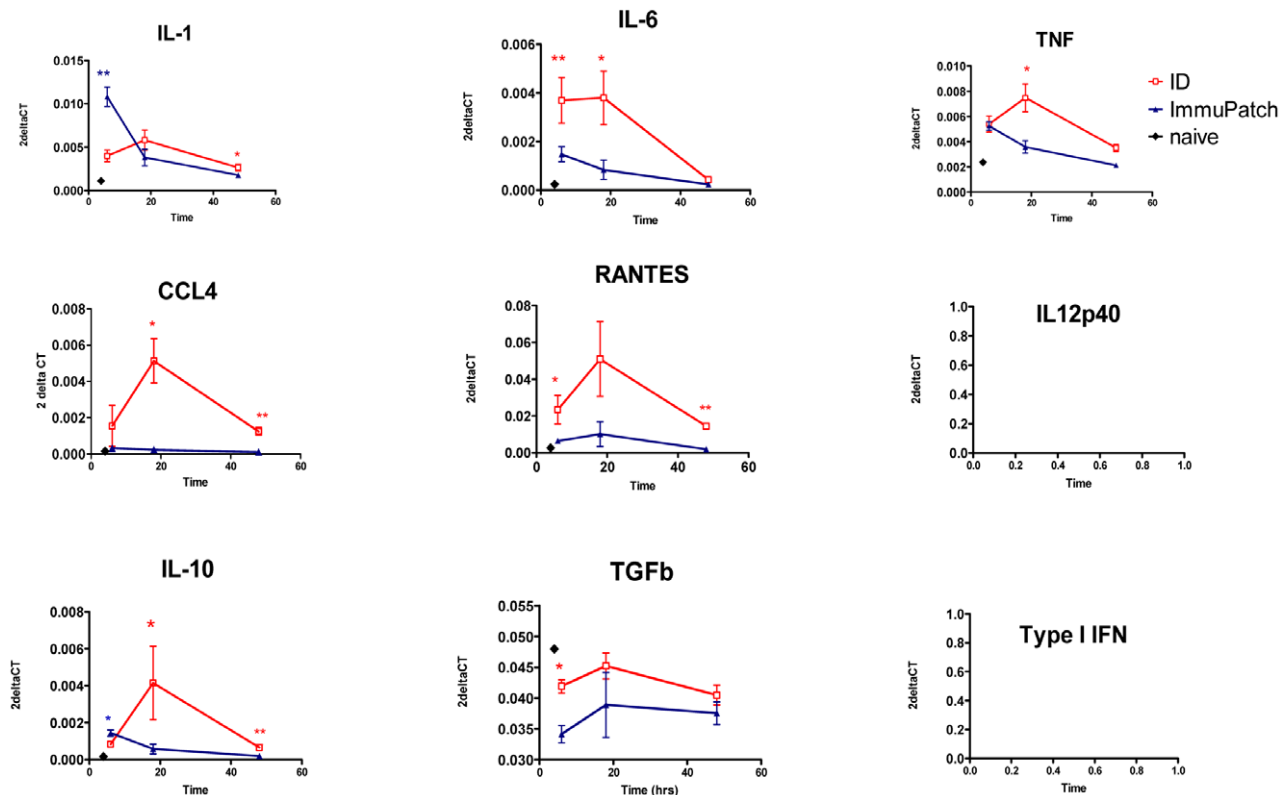 IL-1
2deltaCT
0.015
**
0.010
0.005
*
0.000
0 20 40 60
Time
IL-6
2deltaCT
0.006
** *
0.004
0.002
0.000
0 20 40 60
Time
TNF
2deltaCT
0.010
*
0.008
0.006
0.004
0.002
0.000
0 20 40 60
Time
ID
ImmuPatch
naive
CCL4
2 delta CT
0.008
*
0.006
0.004
**
0.002
0.000
0 20 40 60
Time
RANTES
2deltaCT
0.08
0.06
0.04
*
**
0.02
0.00
0 20 40 60
Time
IL12p40
2deltaCT
1.0
0.8
0.6
0.4
0.2
0.0
0.0 0.2 0.4 0.6 0.8 1.0
Time
IL-10
2deltaCT
0.008
*
0.006
0.004
*
0.002
**
0.000
0 20 40 60
Time
TGFb
2deltaCT
0.055
0.050
*
0.045
0.040
0.035
0.030
0 20 40 60
Time (hrs)
Type I IFN
2deltaCT
1.0
0.8
0.6
0.4
0.2
0.0
0.0 0.2 0.4 0.6 0.8 1.0
Time